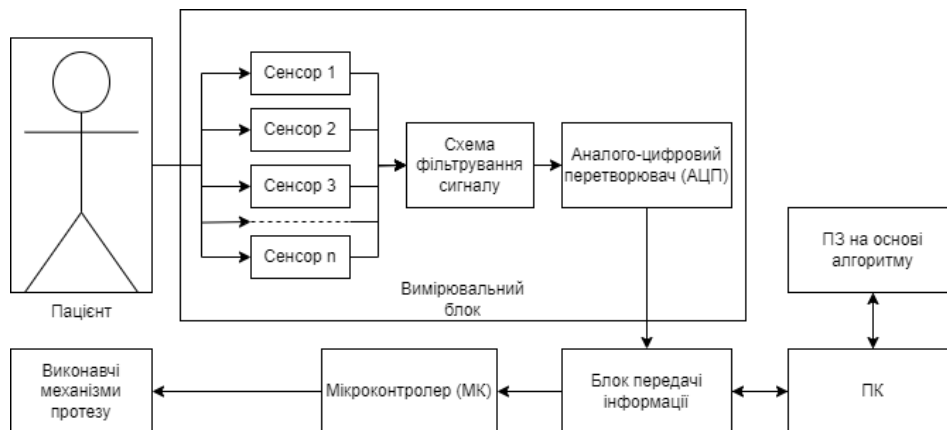 Сенсор 1
Сенсор 2
Сенсор 3
Сенсор n
Схема
фільтрування
сигналу
Аналого-цифровий
перетворювач (АЦП)
Вимірювальний
блок
Пацієнт
ПЗ на основі
алгоритму
Виконавчі
механізми
протезу
Мікроконтролер (МК)
Блок передачі
інформації
ПК